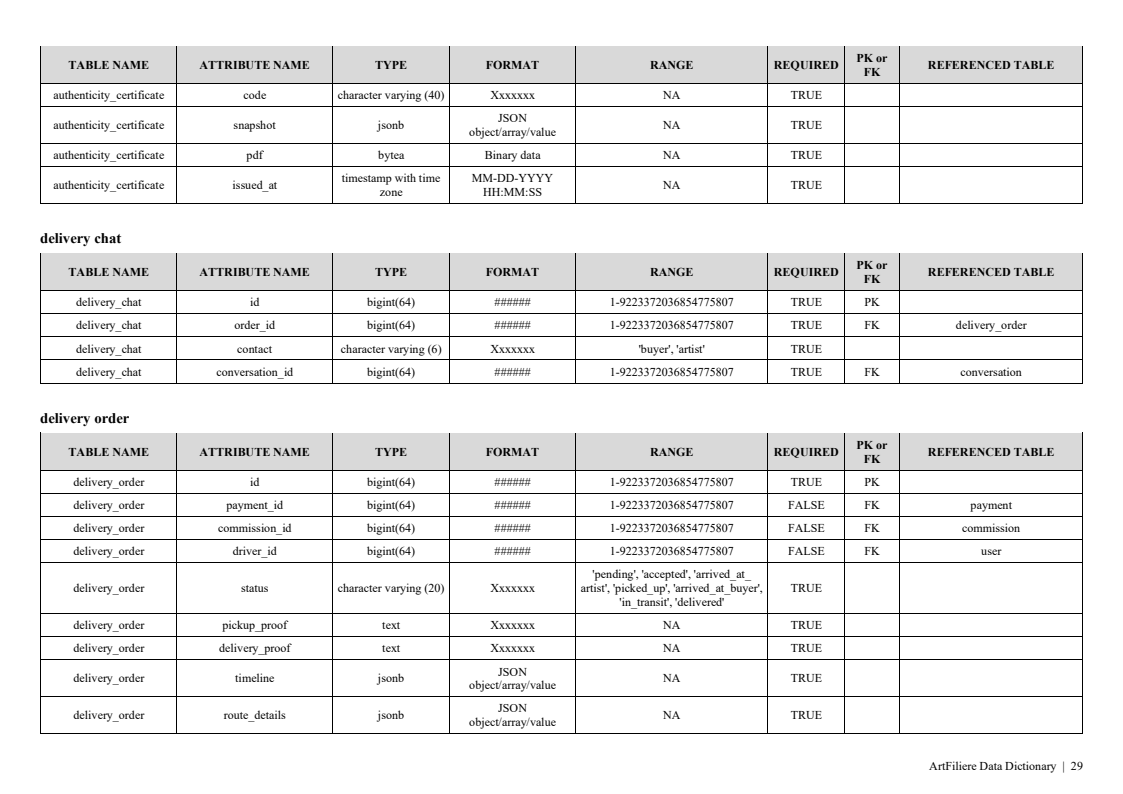 TABLE NAME ATTRIBUTE NAME TYPE FORMAT RANGE REQUIRED PK or FK REFERENCED TABLE
authenticity_certificate code character varying (40) Xxxxxxx NA TRUE
authenticity_certificate snapshot jsonb JSON object/array/value NA TRUE
authenticity_certificate pdf bytea Binary data NA TRUE
authenticity_certificate issued_at timestamp with time zone MM-DD-YYYY HH:MM:SS NA TRUE
delivery chat
TABLE NAME ATTRIBUTE NAME TYPE FORMAT RANGE REQUIRED PK or FK REFERENCED TABLE
delivery_chat id bigint(64) ###### 1-9223372036854775807 TRUE PK
delivery_chat order_id bigint(64) ###### 1-9223372036854775807 TRUE FK delivery_order
delivery_chat contact character varying (6) Xxxxxxx 'buyer', 'artist' TRUE
delivery_chat conversation_id bigint(64) ###### 1-9223372036854775807 TRUE FK conversation
delivery order
TABLE NAME ATTRIBUTE NAME TYPE FORMAT RANGE REQUIRED PK or FK REFERENCED TABLE
delivery_order id bigint(64) ###### 1-9223372036854775807 TRUE PK
delivery_order payment_id bigint(64) ###### 1-9223372036854775807 FALSE FK payment
delivery_order commission_id bigint(64) ###### 1-9223372036854775807 FALSE FK commission
delivery_order driver_id bigint(64) ###### 1-9223372036854775807 FALSE FK user
delivery_order status character varying (20) Xxxxxxx 'pending', 'accepted', 'arrived_at_ artist', 'picked_up', 'arrived_at_buyer', 'in_transit', 'delivered' TRUE
delivery_order pickup_proof text Xxxxxxx NA TRUE
delivery_order delivery_proof text Xxxxxxx NA TRUE
delivery_order timeline jsonb JSON object/array/value NA TRUE
delivery_order route_details jsonb JSON object/array/value NA TRUE
ArtFiliere Data Dictionary | 29